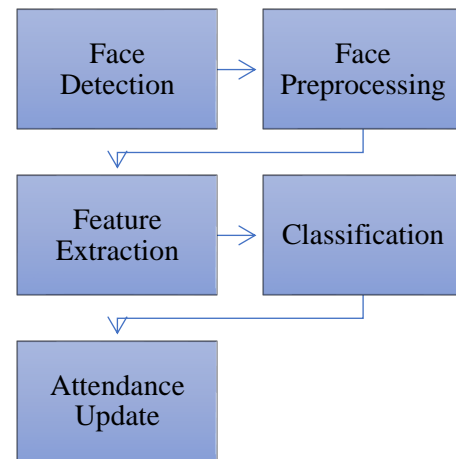 Face
Detection
Face
Preprocessing
Feature
Extraction
Classification
Attendance
Update